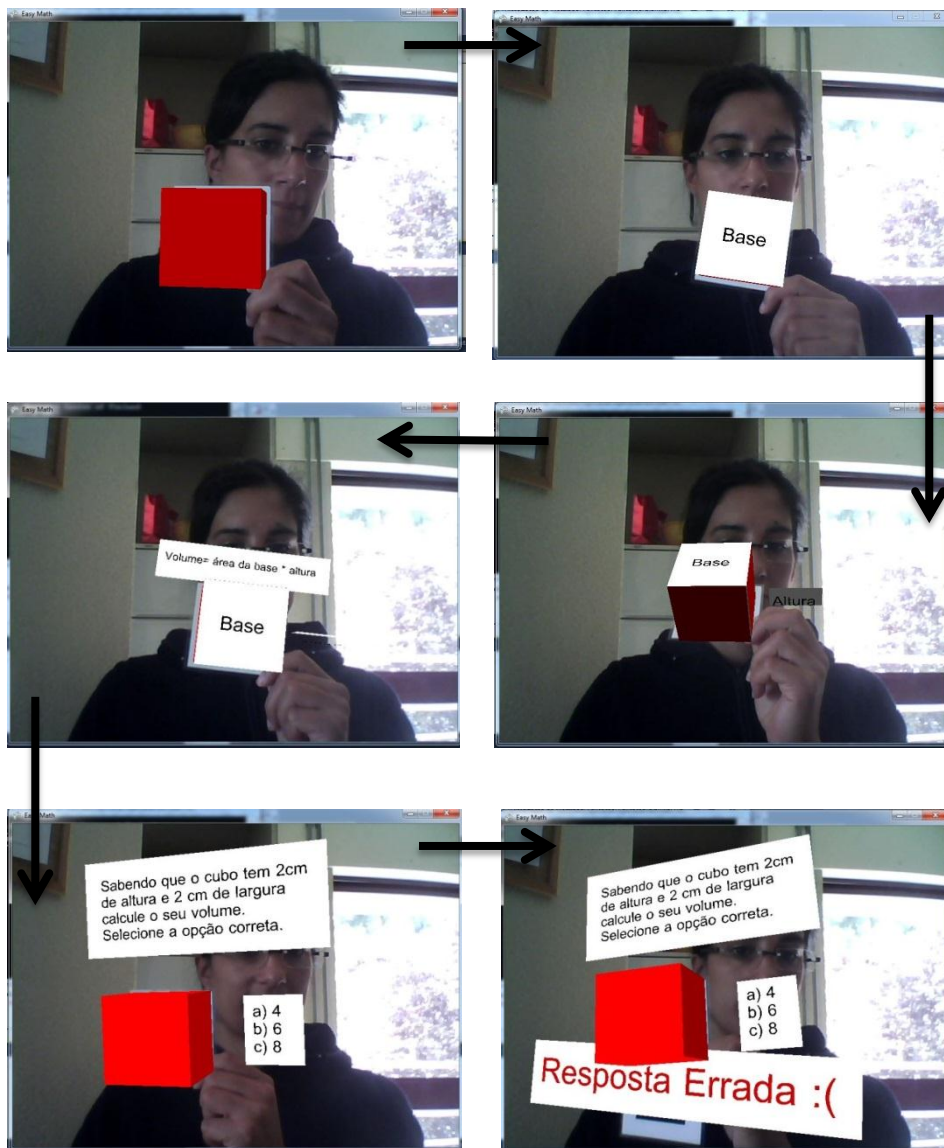 Easy Math
Easy Math
Base
Easy Math
Volume= área da base * altura
Base
Easy Math
Base
Altura
Easy Math
Sabendo que o cubo tem 2cm
de altura e 2 cm de largura
calcule o seu volume.
Selecione a opção correta.
a) 4
b) 6
c) 8
Easy Math
Sabendo que o cubo tem 2cm
de altura e 2 cm de largura
calcule o seu volume.
Selecione a opção correta.
a) 4
b) 6
c) 8
Resposta Errada :(